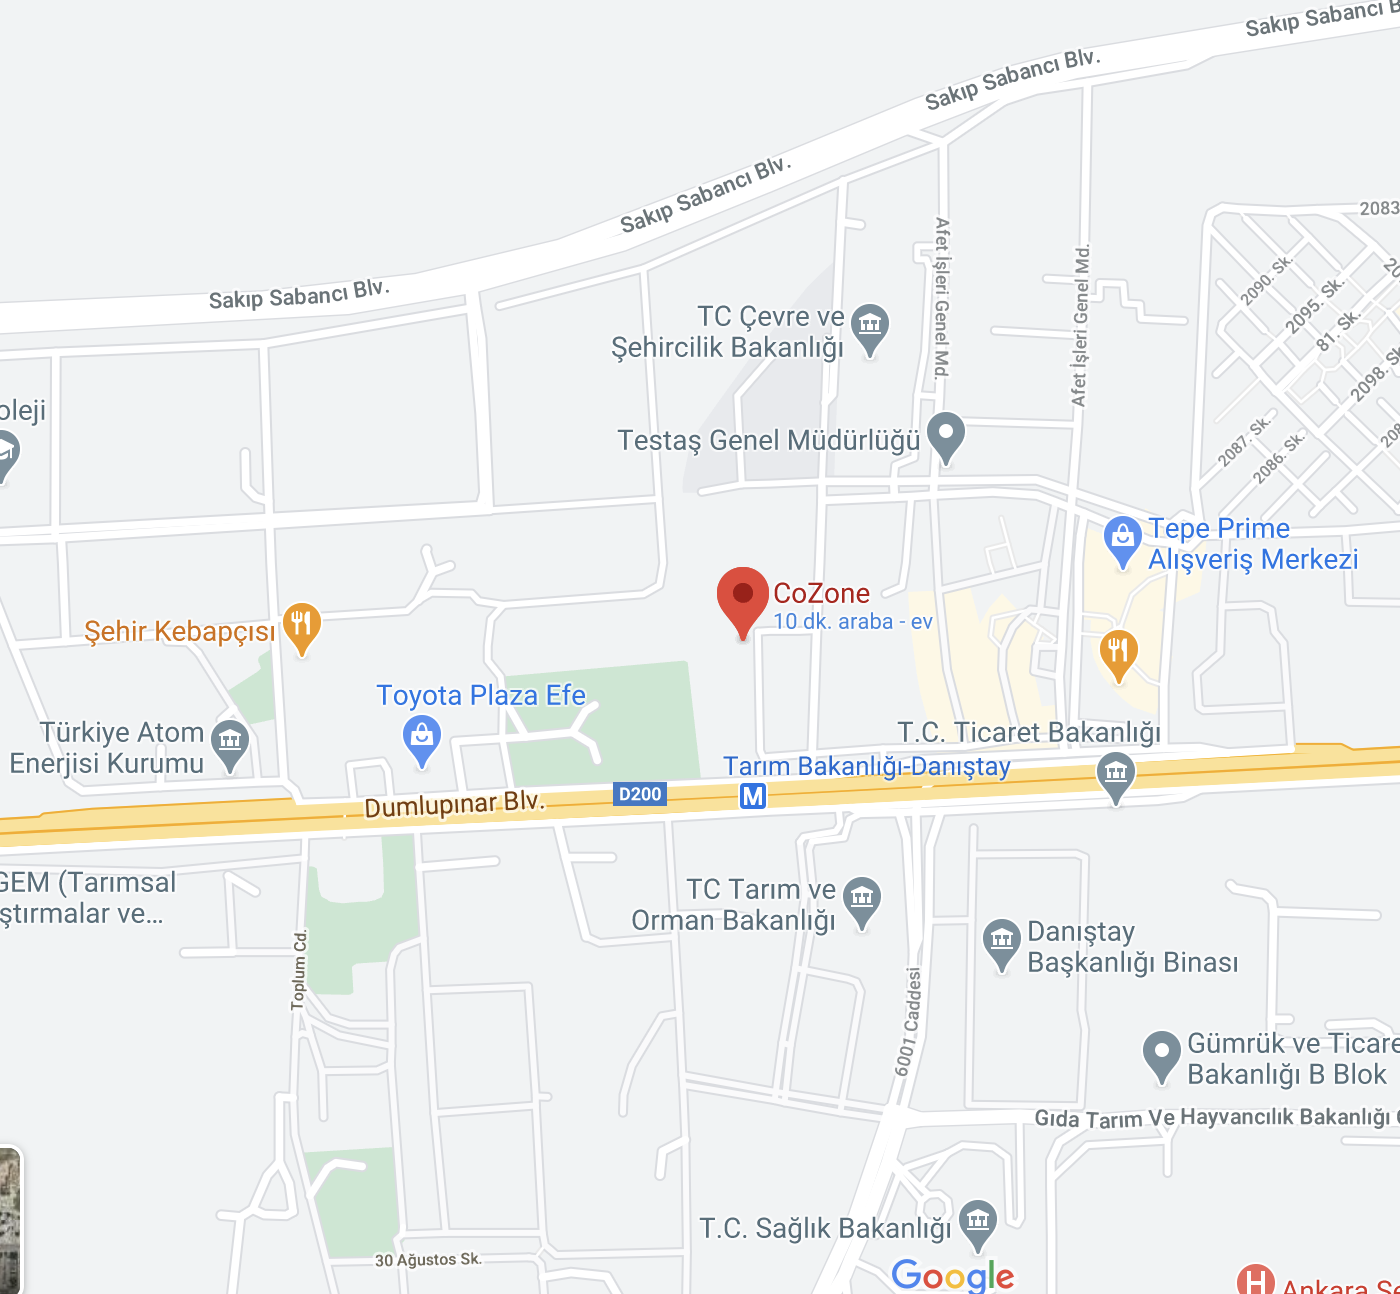 Sakıp Sabancı B
Sakıp Sabancı Blv.
Sakıp Sabancı Blv.
Sakıp Sabancı Blv.
2083
Afet İşleri Genel Md.
Afet İşleri Genel Md.
2090. Sk.
2095. Sk.
81. Sk.
2098. Sk.
2087. Sk.
2086. Sk.
TC Çevre ve
Şehircilik Bakanlığı
oleji
Testaş Genel Müdürlüğü
Tepe Prime
Alışveriş Merkezi
CoZone
10 dk. araba - ev
Şehir Kebapçısı
Toyota Plaza Efe
Türkiye Atom
Enerjisi Kurumu
T.C. Ticaret Bakanlığı
Tarım Bakanlığı-Danıştay
M
D200
Dumlupınar Blv.
GEM (Tarımsal
ştırmalar ve...
TC Tarım ve
Orman Bakanlığı
Danıştay
Başkanlığı Binası
Toplum Cd.
6001 Caddesi
Gümrük ve Ticare
Bakanlığı B Blok
Gıda Tarım Ve Hayvancılık Bakanlığı
T.C. Sağlık Bakanlığı
30 Ağustos Sk.
Google
H
Ankara Se